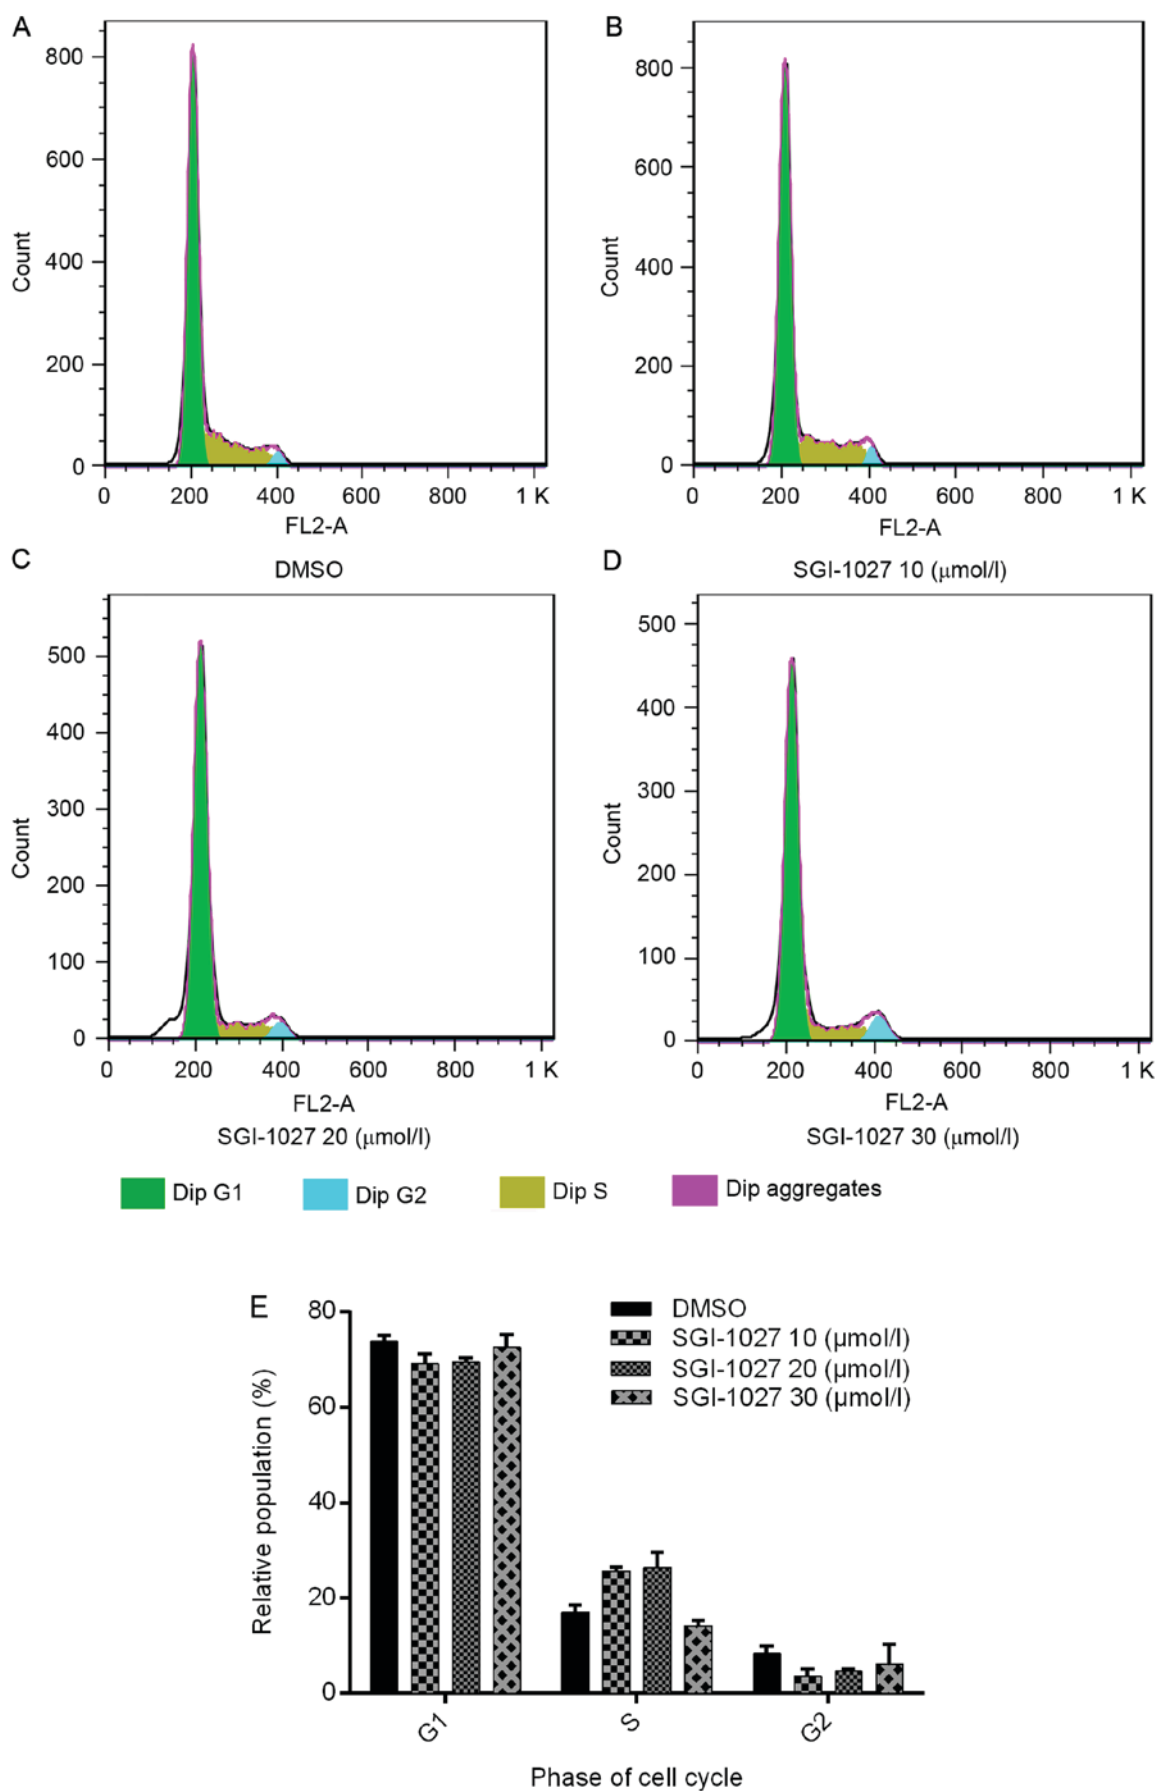 A
B
800
600
400
200
0
Count
0 200 400 600 800 1 K
FL2-A
DMSO
800
600
400
200
0
Count
0 200 400 600 800 1 K
FL2-A
SGI-1027 10 (μmol/l)
C
D
500
400
300
200
100
0
Count
0 200 400 600 800 1 K
FL2-A
SGI-1027 20 (μmol/l)
500
400
300
200
100
0
Count
0 200 400 600 800 1 K
FL2-A
SGI-1027 30 (μmol/l)
Dip G1 Dip G2 Dip S Dip aggregates
E
DMSO
SGI-1027 10 (μmol/l)
SGI-1027 20 (μmol/l)
SGI-1027 30 (μmol/l)
80
60
40
20
0
Relative population (%)
G1 S G2
Phase of cell cycle